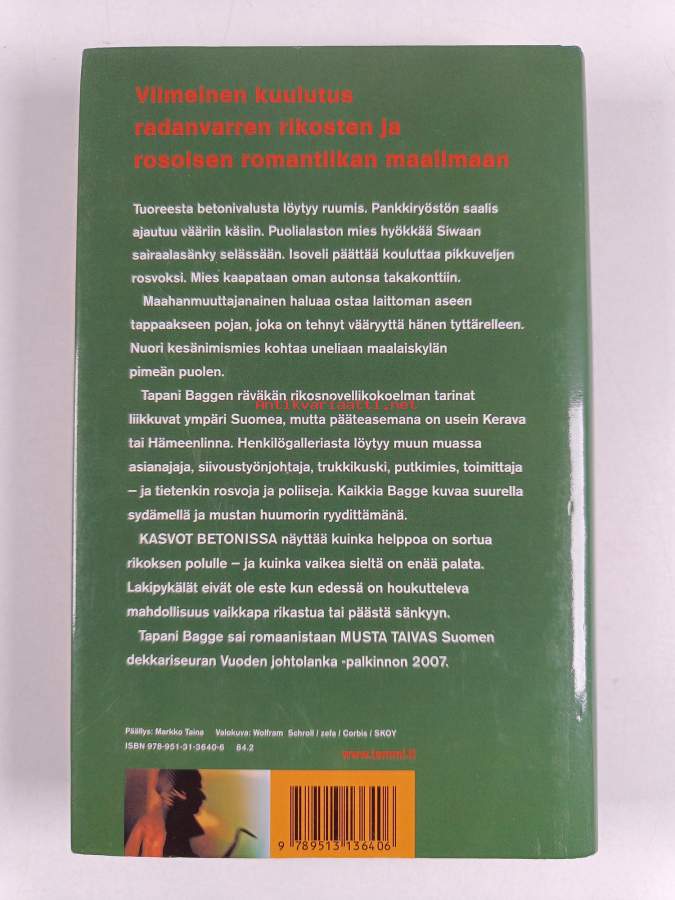 Viimeinen kuulutus
radanvarren rikosten ja
rosoisen romantiikan maailmaan
Tuoreesta betonivalusta löytyy ruumis. Pankkiryöstön saalis
ajautuu vääriin käsiin. Puolialaston mies hyökkää Siwaan
sairaalasänky selässään. Isoveli päättää kouluttaa pikkuveljen
rosvoksi. Mies kaapataan oman autonsa takakonttiin.
Maahanmuuttajanainen haluaa ostaa laittoman aseen
tappaakseen pojan, joka on tehnyt vääryyttä hänen tyttärelleen.
Nuori kesänimismies kohtaa uneliaan maalaiskylän
pimeän puolen.
Tapani Baggen räväkän rikosnovellikokoelman tarinat
Antikvariaatti.net
liikkuvat ympäri Suomea, mutta pääteasemana on usein Kerava
tai Hämeenlinna. Henkilögalleriasta löytyy muun muassa
asianajaja, siivoustyönjohtaja, trukkikuski, putkimies, toimittaja
– ja tietenkin rosvoja ja poliiseja. Kaikkia Bagge kuvaa suurella
sydämellä ja mustan huumorin ryydittämänä.
KASVOT BETONISSA näyttää kuinka helppoa on sortua
rikoksen polulle – ja kuinka vaikea sieltä on enää palata.
Lakipykälät eivät ole este kun edessä on houkutteleva
mahdollisuus vaikkapa rikastua tai päästä sänkyyn.
Tapani Bagge sai romaanistaan MUSTA TAIVAS Suomen
dekkariseuran Vuoden johtolanka -palkinnon 2007.
Päällys: Markko Taina Valokuva: Wolfram Schroll / zefa / Corbis / SKOY
ISBN 978-951-31-3640-6 84.2
www.tammi.fi
9 789513 136406